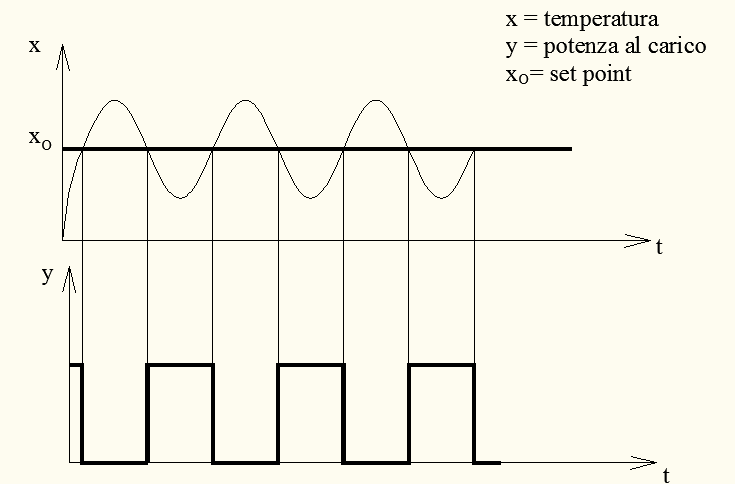 x = temperatura
y = potenza al carico
xO= set point
x
xO
t
y
t